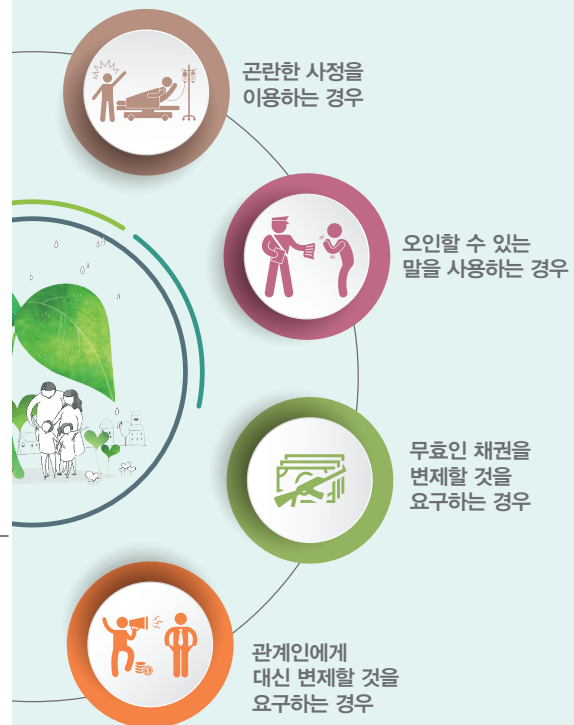 곤란한 사정을
이용하는 경우
오인할 수 있는
말을 사용하는 경우
무효인 채권을
변제할 것을
요구하는 경우
관계인에게
대신 변제할 것을
요구하는 경우